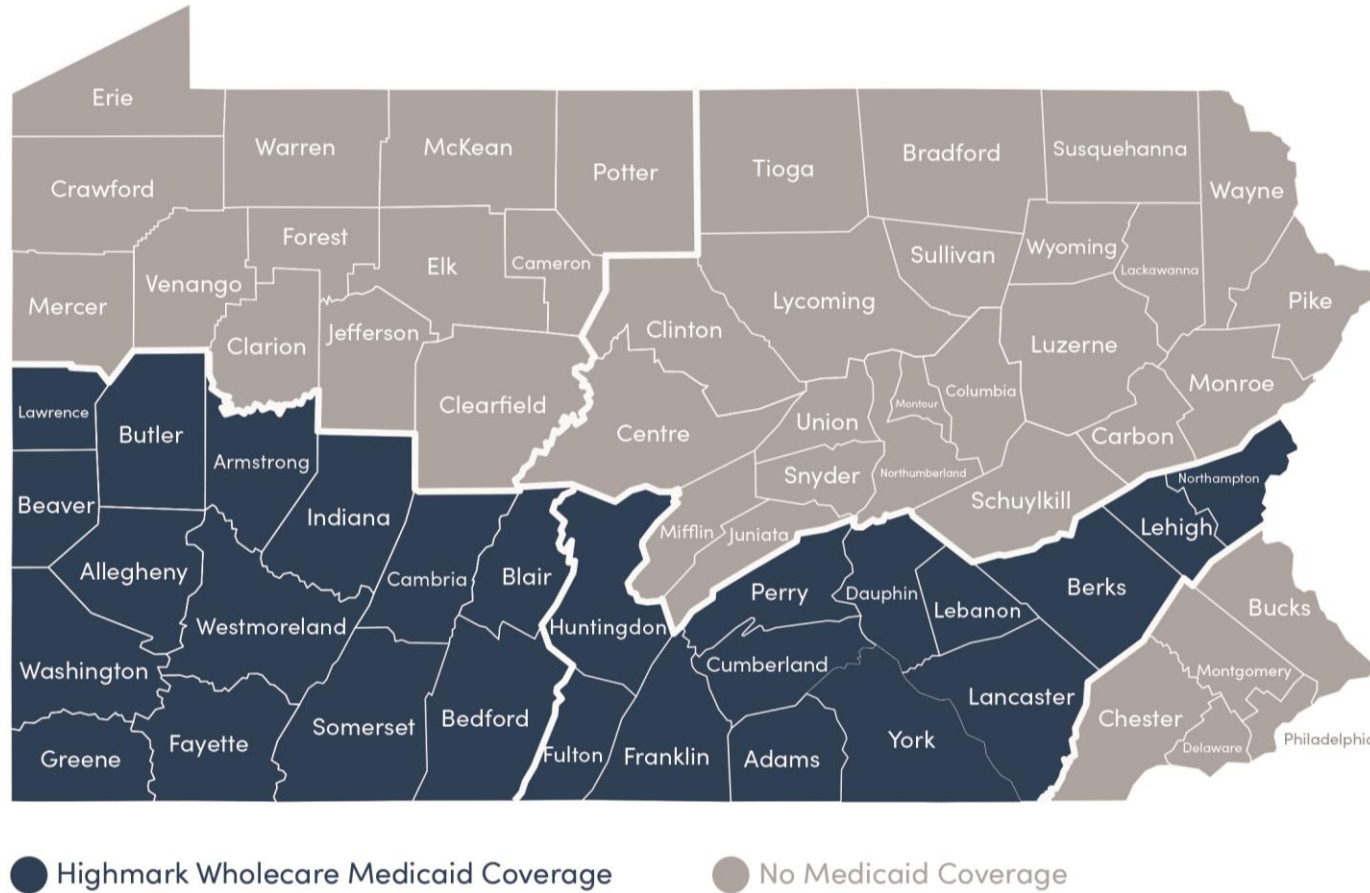 Erie
Warren
McKean
Potter
Tioga
Bradford
Susquehanna
Wayne
Crawford
Forest
Elk
Cameron
Sullivan
Wyoming
Lackawanna
Mercer
Venango
Lycoming
Pike
Clarion
Jefferson
Clinton
Luzerne
Monroe
Clearfield
Centre
Union
Montour
Columbia
Carbon
Snyder
Northumberland
Schuylkill
Mifflin
Juniata
Lawrence
Butler
Armstrong
Northampton
Beaver
Indiana
Lehigh
Allegheny
Cambria
Blair
Perry
Dauphin
Lebanon
Berks
Bucks
Westmoreland
Huntingdon
Washington
Cumberland
Montgomery
Lancaster
Chester
Somerset
Bedford
Greene
Fayette
Fulton
Franklin
Adams
York
Delaware
Philadelphia
Highmark Wholecare Medicaid Coverage
No Medicaid Coverage